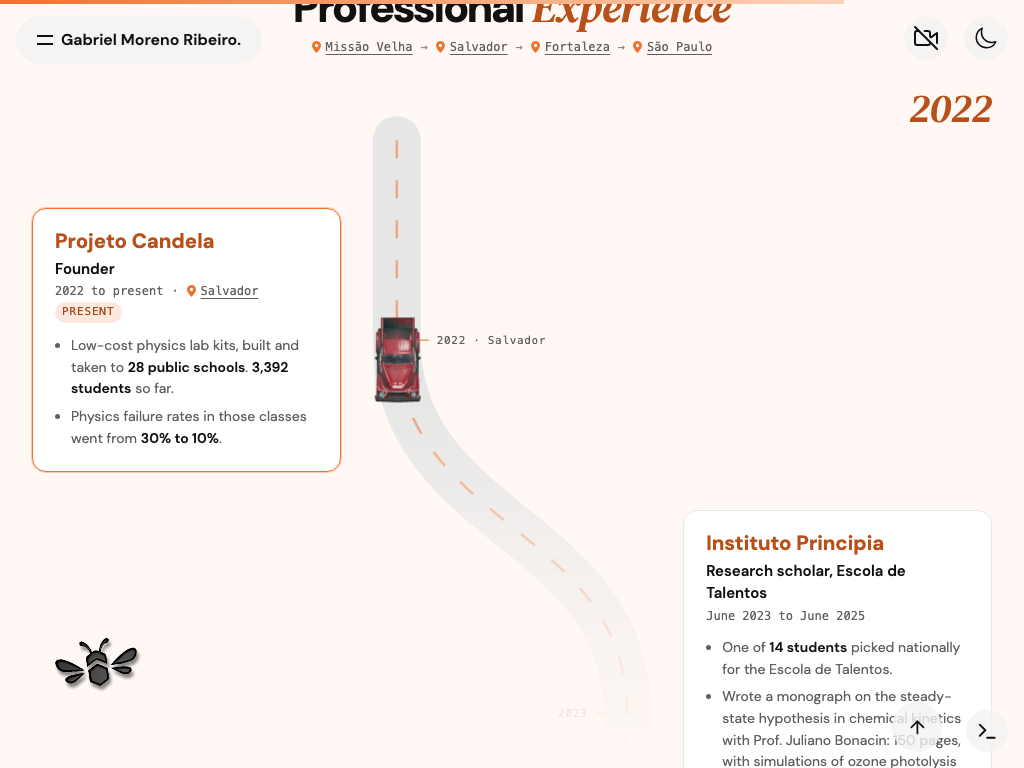 Professional Experience
Gabriel Moreno Ribeiro.
Missão Velha → Salvador → Fortaleza → São Paulo
2022
Projeto Candela
Founder
2022 to present · Salvador
PRESENT
Low-cost physics lab kits, built and
taken to 28 public schools. 3,392
students so far.
Physics failure rates in those classes
went from 30% to 10%.
2022 · Salvador
Instituto Principia
Research scholar, Escola de
Talentos
June 2023 to June 2025
One of 14 students picked nationally
for the Escola de Talentos.
Wrote a monograph on the steady-
state hypothesis in chemical kinetics
with Prof. Juliano Bonacin: 150 pages,
with simulations of ozone photolysis
2023